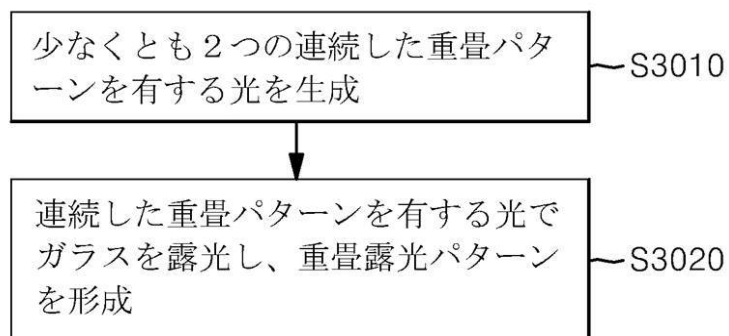 少なくとも２つの連続した重畳パタ
ーンを有する光を生成
S3010
連続した重畳パターンを有する光で
ガラスを露光し、重畳露光パターン
を形成
S3020